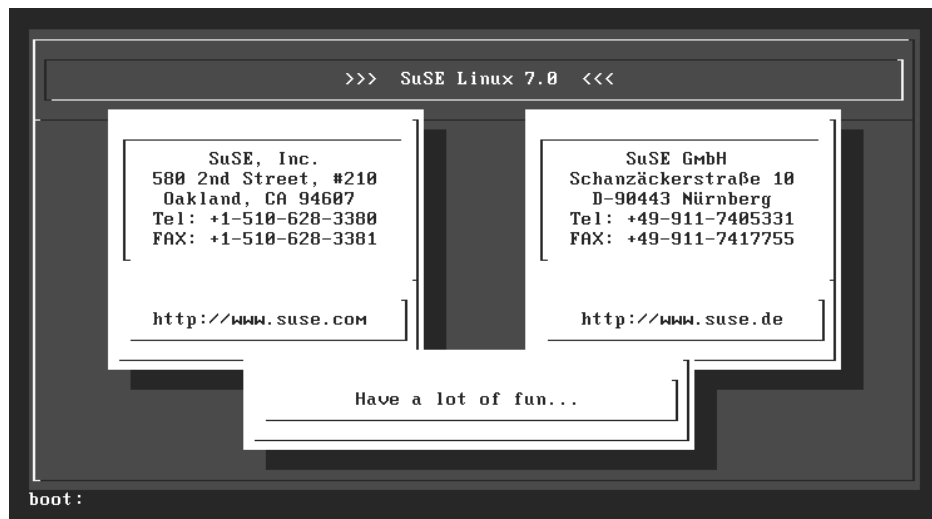 >>> SuSE Linux 7.0 <<<
SuSE, Inc.
580 2nd Street, #210
Oakland, CA 94607
Tel: +1-510-628-3380
FAX: +1-510-628-3381
http://www.suse.com
SuSE GmbH
Schanzäckerstraße 10
D-90443 Nürnberg
Tel: +49-911-7405331
FAX: +49-911-7417755
http://www.suse.de
Have a lot of fun...
boot: